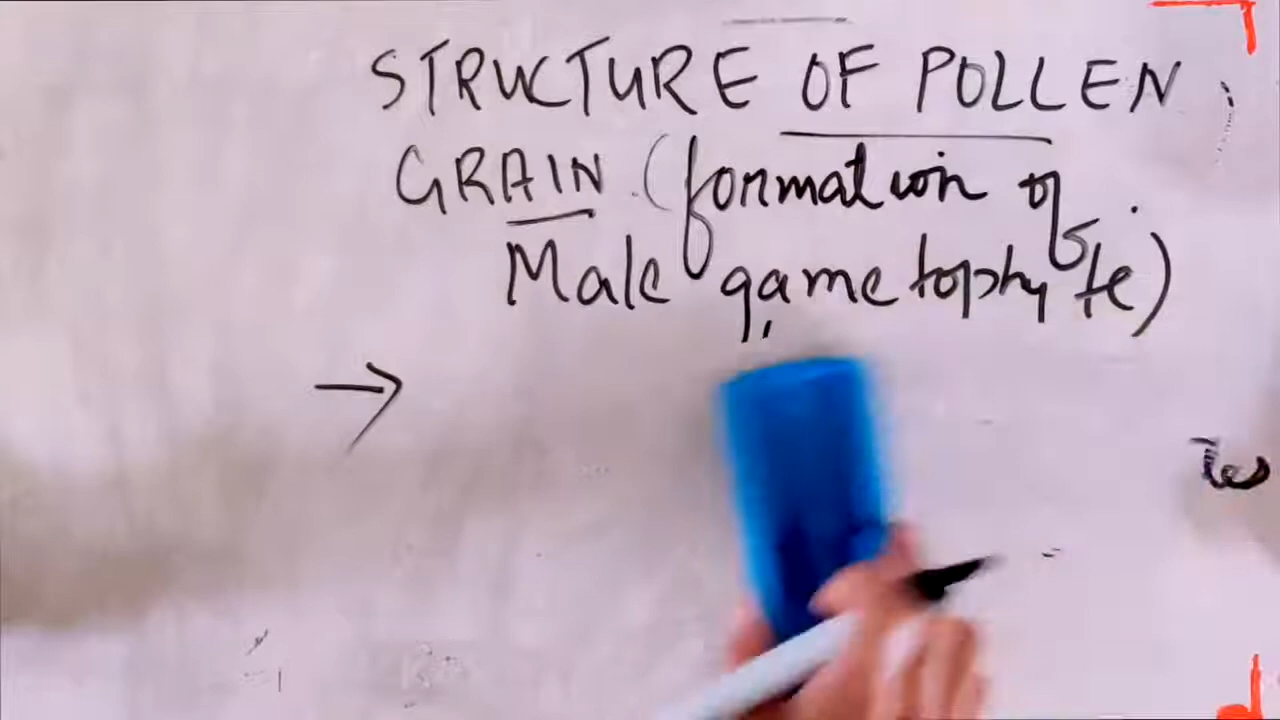 STRUCTURE OF POLLEN
GRAIN (formation of
Male gametophyte)
→